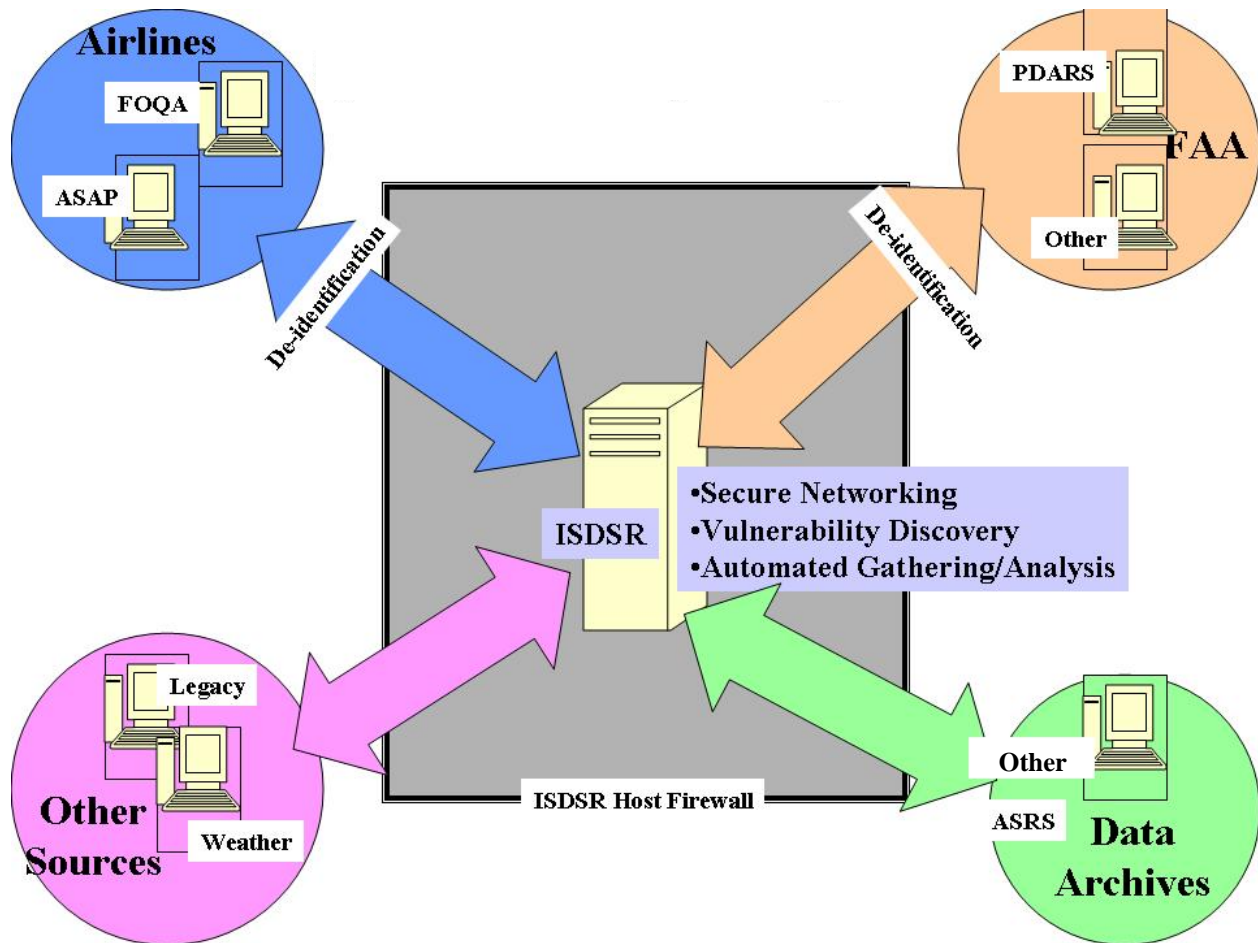 Airlines
FOQA
ASAP
PDARS
FAA
Other
De-identification
De-identification
ISDSR
•Secure Networking
•Vulnerability Discovery
•Automated Gathering/Analysis
Legacy
Other
Sources
Weather
ISDSR Host Firewall
Other
ASRS
Data
Archives